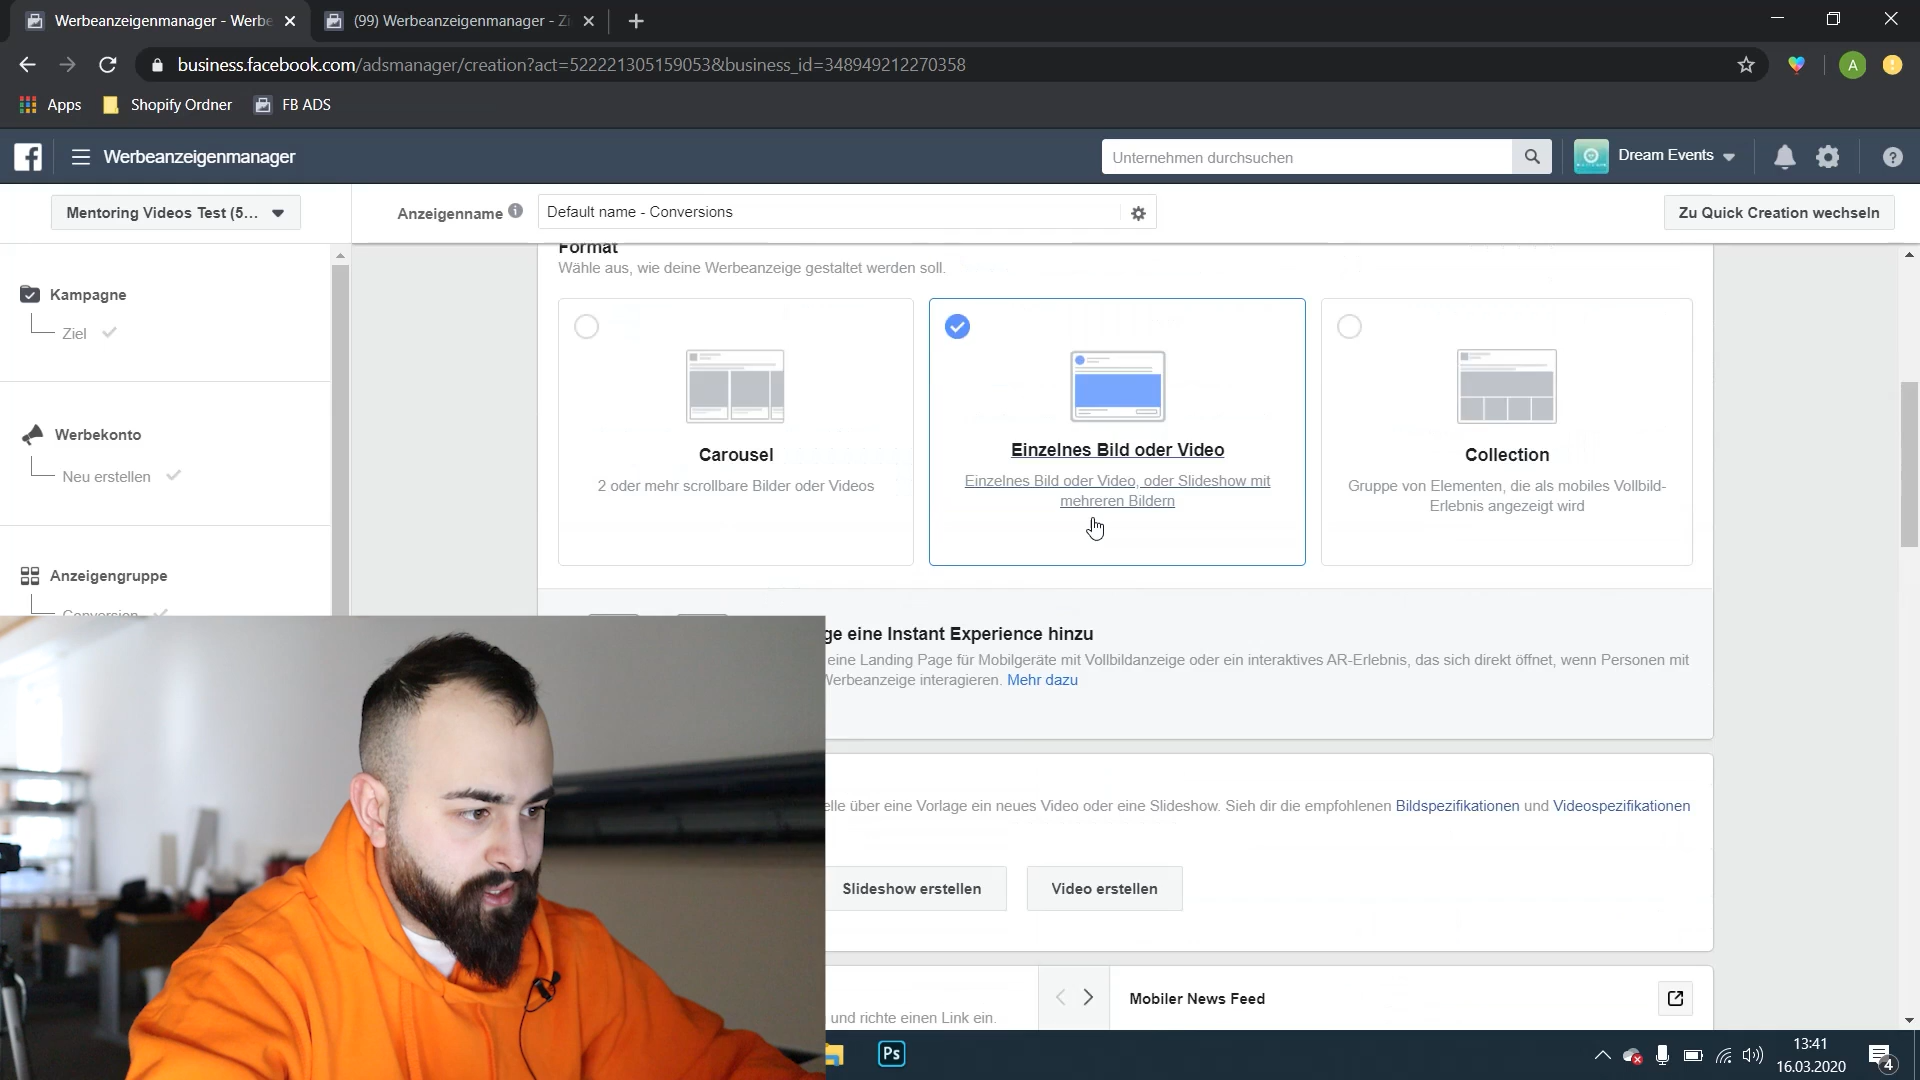 Werbeanzeigenmanager - Werbe
(99) Werbeanzeigenmanager - Zi
business.facebook.com/adsmanager/creation?act=522221305159053&business_id=348949212270358
A
Apps
Shopify Ordner
FB ADS
Werbeanzeigenmanager
Unternehmen durchsuchen
Dream Events
Mentoring Videos Test (5...
Anzeigenname
Default name - Conversions
Zu Quick Creation wechseln
Kampagne
Ziel
Werbekonto
Neu erstellen
Anzeigengruppe
Conversion
Format
Wähle aus, wie deine Werbeanzeige gestaltet werden soll.
Carousel
2 oder mehr scrollbare Bilder oder Videos
Einzelnes Bild oder Video
Einzelnes Bild oder Video, oder Slideshow mit
mehreren Bildern
Collection
Gruppe von Elementen, die als mobiles Vollbild-
Erlebnis angezeigt wird
ge eine Instant Experience hinzu
eine Landing Page für Mobilgeräte mit Vollbildanzeige oder ein interaktives AR-Erlebnis, das sich direkt öffnet, wenn Personen mit
Werbeanzeige interagieren. Mehr dazu
elle über eine Vorlage ein neues Video oder eine Slideshow. Sieh dir die empfohlenen Bildspezifikationen und Videospezifikationen
Slideshow erstellen
Video erstellen
und richte einen Link ein.
Mobiler News Feed
Ps
13:41
16.03.2020
4